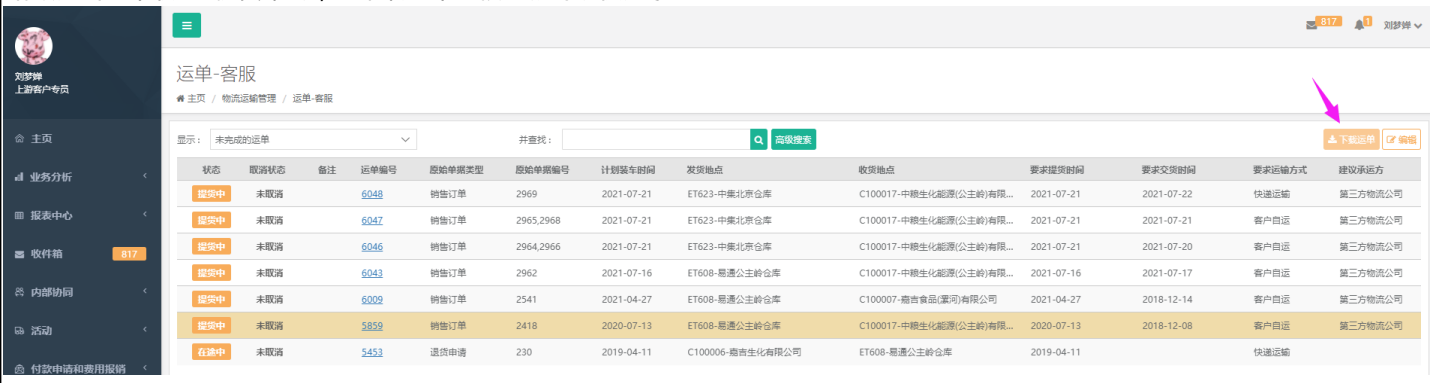 817 1 刘梦婵
刘梦婵
上游客户专员
运单-客服
主页 / 物流运输管理 / 运单-客服
主页
业务分析
报表中心
收件箱 817
内部协同
活动
付款申请和费用报销
显示: 未完成的运单 并查找: 高级搜索 下载运单 编辑
状态 取消状态 备注 运单编号 原始单据类型 原始单据编号 计划装车时间 发货地点 收货地点 要求提货时间 要求交货时间 要求运输方式 建议承运方
提货中 未取消 6048 销售订单 2969 2021-07-21 ET623-中集北京仓库 C100017-中粮生化能源(公主岭)有限... 2021-07-21 2021-07-22 快递运输 第三方物流公司
提货中 未取消 6047 销售订单 2965,2968 2021-07-21 ET623-中集北京仓库 C100017-中粮生化能源(公主岭)有限... 2021-07-21 2021-07-21 客户自运 第三方物流公司
提货中 未取消 6046 销售订单 2964,2966 2021-07-21 ET623-中集北京仓库 C100017-中粮生化能源(公主岭)有限... 2021-07-21 2021-07-20 客户自运 第三方物流公司
提货中 未取消 6043 销售订单 2962 2021-07-16 ET608-易通公主岭仓库 C100017-中粮生化能源(公主岭)有限... 2021-07-16 2021-07-17 客户自运 第三方物流公司
提货中 未取消 6009 销售订单 2541 2021-04-27 ET608-易通公主岭仓库 C100007-嘉吉食品(漯河)有限公司 2021-04-27 2018-12-14 客户自运 第三方物流公司
提货中 未取消 5859 销售订单 2418 2020-07-13 ET608-易通公主岭仓库 C100017-中粮生化能源(公主岭)有限... 2020-07-13 2018-12-08 客户自运 第三方物流公司
在途中 未取消 5453 退货申请 230 2019-04-11 C100006-嘉吉生化有限公司 ET608-易通公主岭仓库 2019-04-11 快递运输